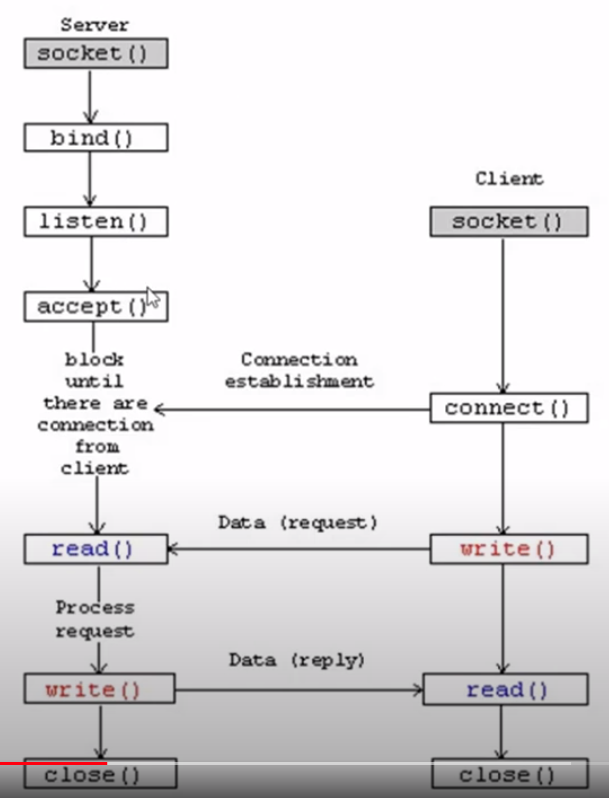 Server
socket()
bind()
listen()
accept()
block
until
there are
connection
from
client
read()
Process
request
write()
close()
Connection
establishment
Data (request)
Data (reply)
Client
socket()
connect()
write()
read()
close()